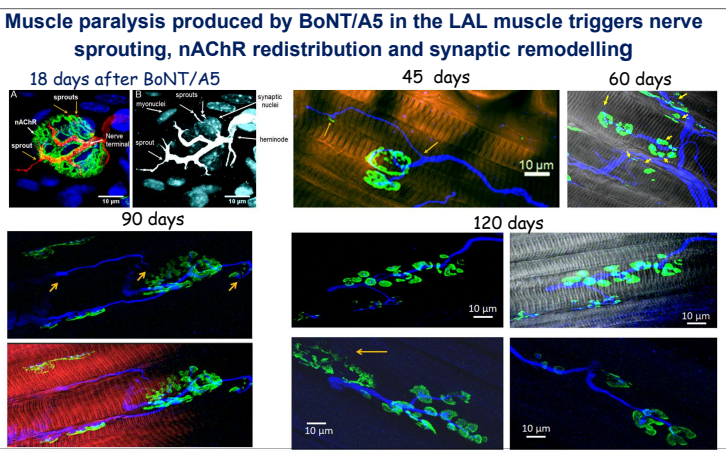 Muscle paralysis produced by BoNT/A5 in the LAL muscle triggers nerve
sprouting, nAChR redistribution and synaptic remodelling
18 days after BoNT/A5
A
sprouts
nAChR
Nerve
terminal
sprout
10 µm
B
sprouts
synaptic
nuclei
myonuclei
heminode
sprout
10 µm
45 days
10 µm
60 days
10 µm
90 days
120 days
10 µm
10 µm
10 µm
10 µm